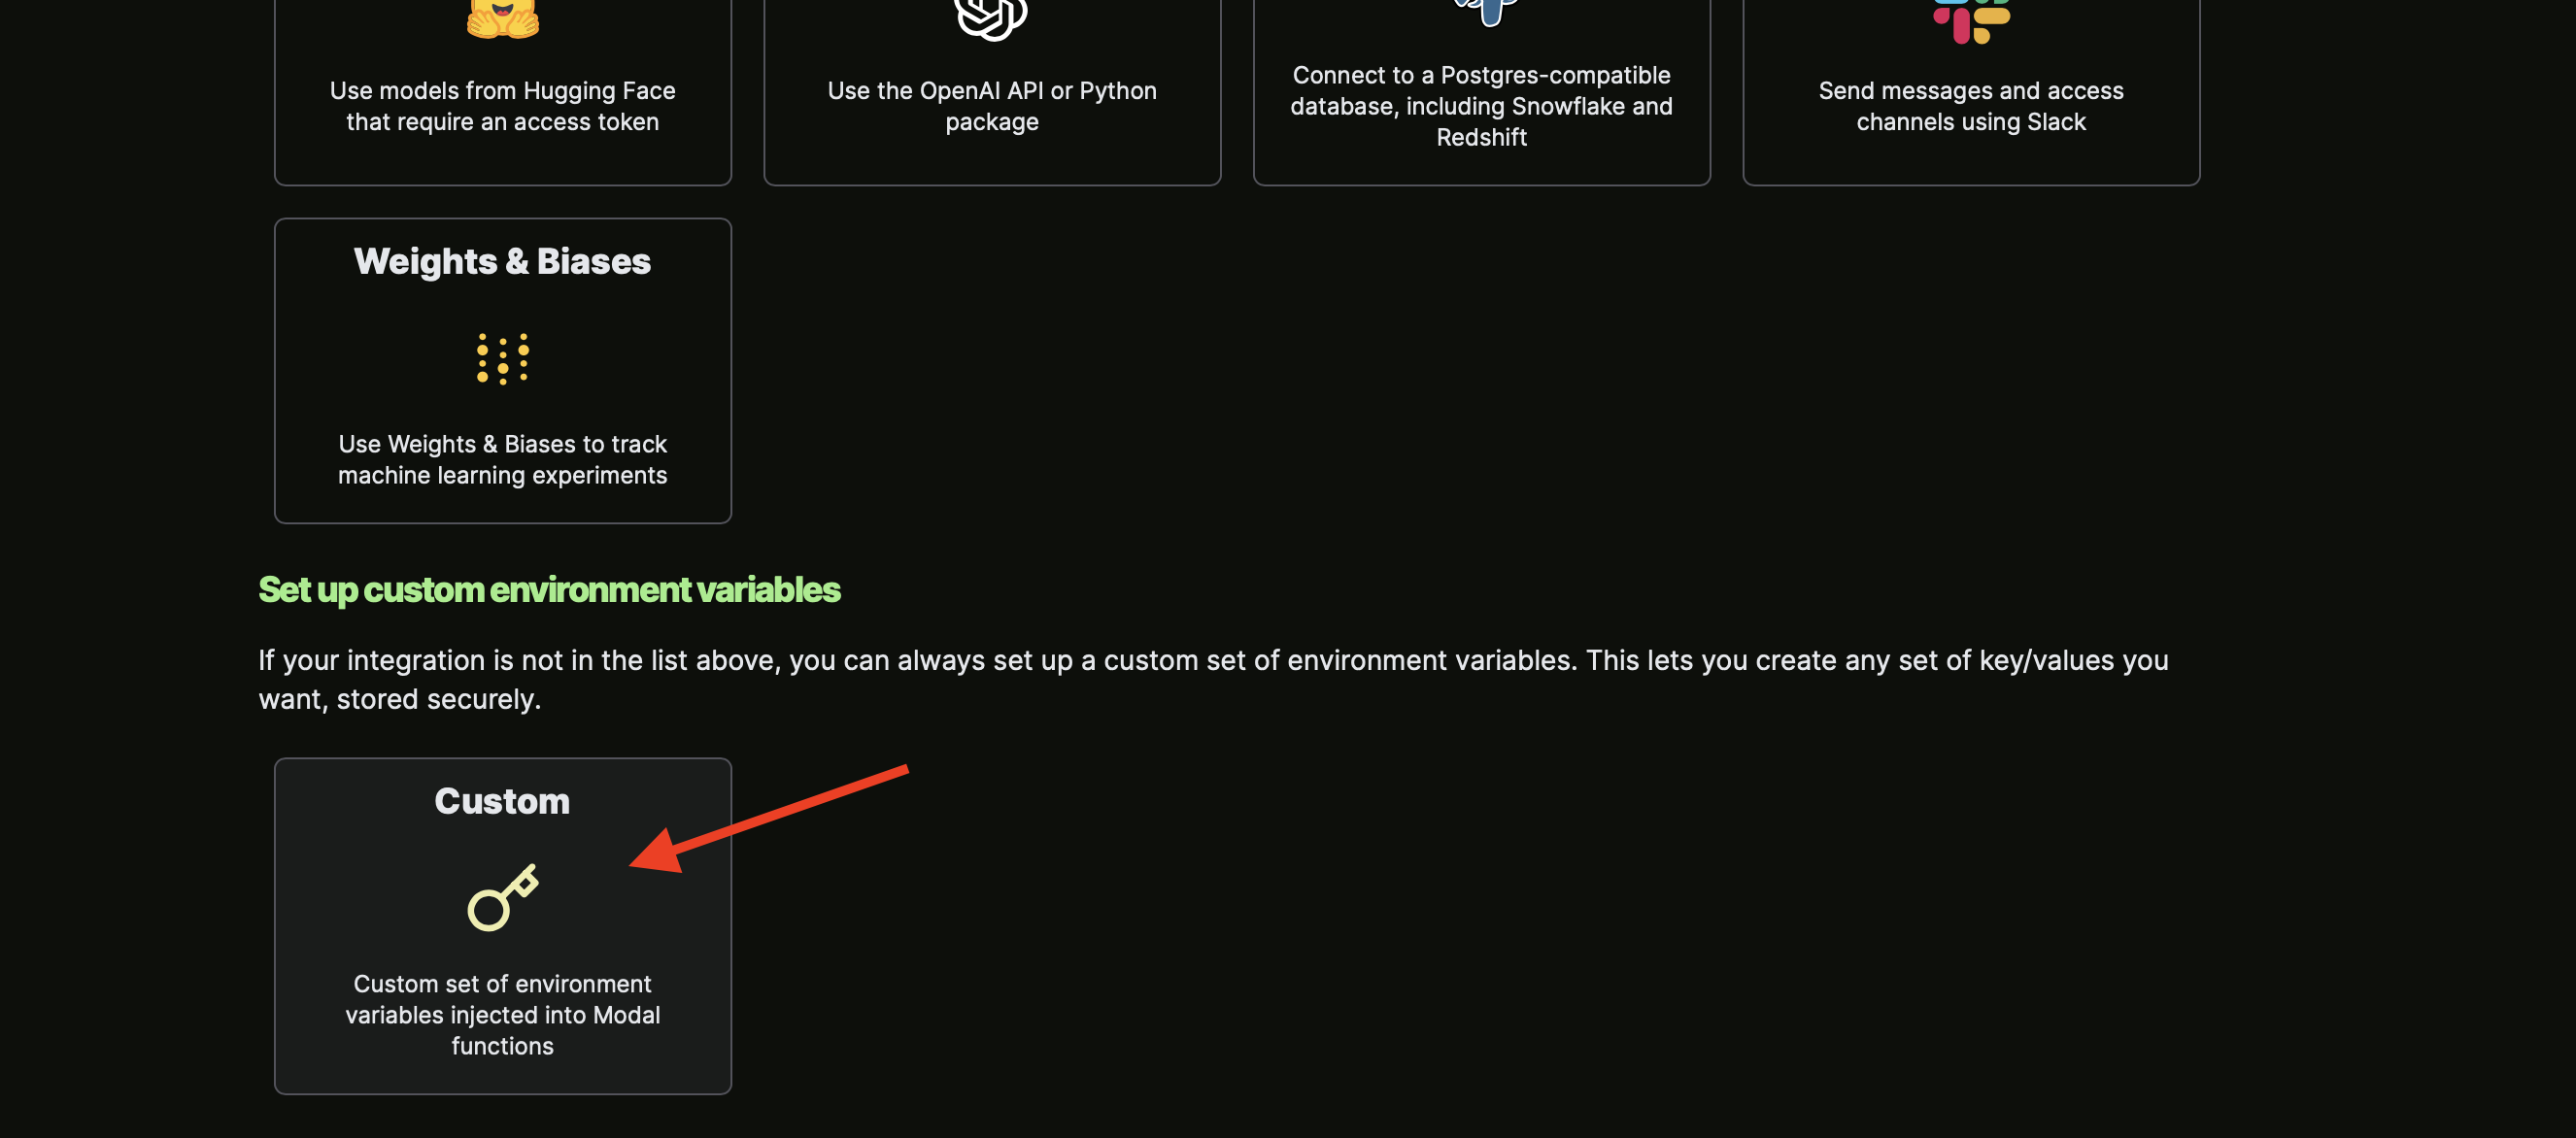 Use models from Hugging Face
that require an access token
Use the OpenAI API or Python
package
Connect to a Postgres-compatible
database, including Snowflake and
Redshift
Send messages and access
channels using Slack
Weights & Biases
Use Weights & Biases to track
machine learning experiments
Set up custom environment variables
If your integration is not in the list above, you can always set up a custom set of environment variables. This lets you create any set of key/values you
want, stored securely.
Custom
Custom set of environment
variables injected into Modal
functions